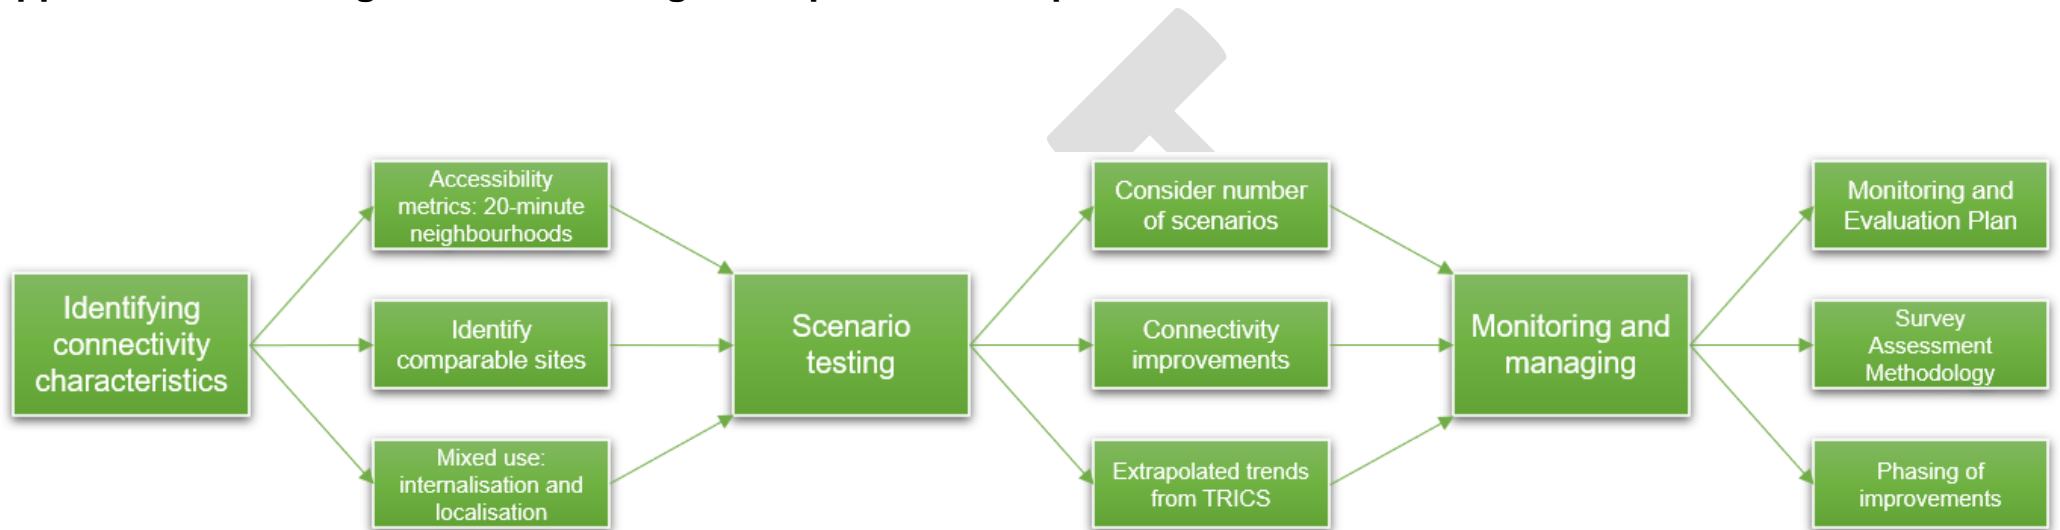 Identifying
connectivity
characteristics
Accessibility
metrics: 20-minute
neighbourhoods
Identify
comparable sites
Mixed use:
internalisation and
localisation
Scenario
testing
Consider number
of scenarios
Connectivity
improvements
Extrapolated trends
from TRICS
Monitoring and
managing
Monitoring and
Evaluation Plan
Survey
Assessment
Methodology
Phasing of
improvements